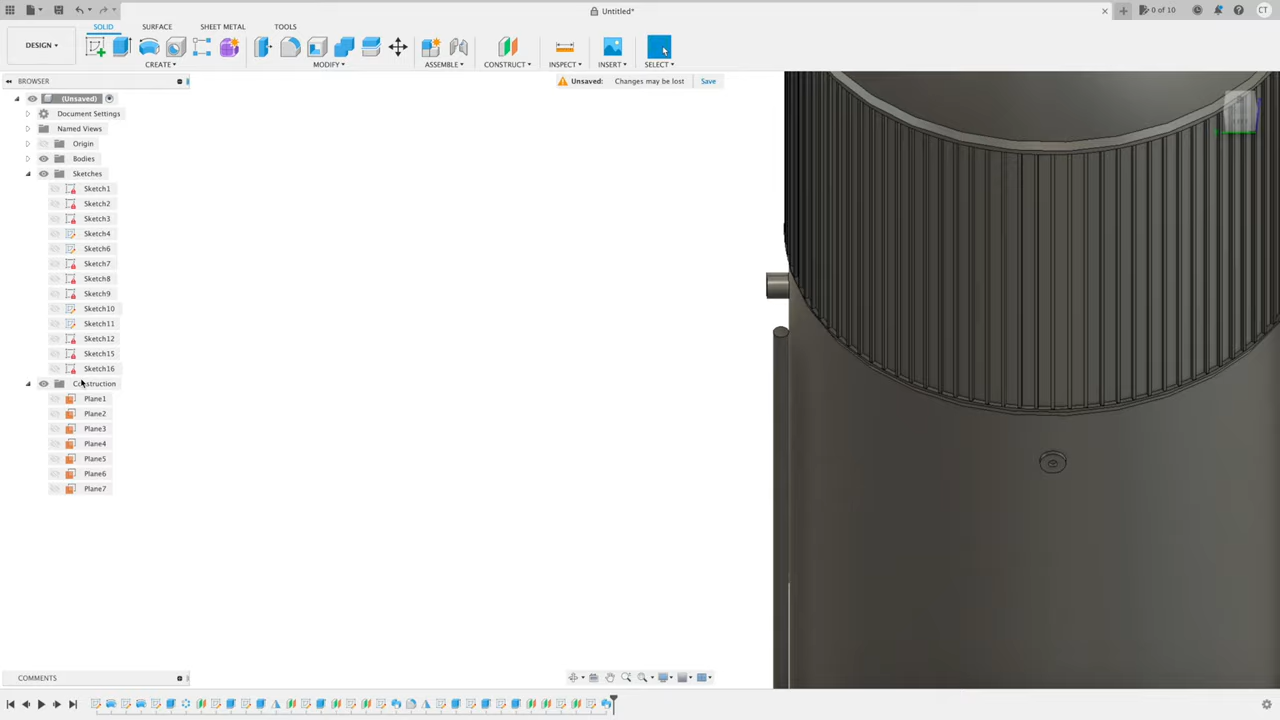 Untitled*
0 of 10
CT
DESIGN
SOLID
SURFACE
SHEET METAL
TOOLS
CREATE
MODIFY
ASSEMBLE
CONSTRUCT
INSPECT
INSERT
SELECT
BROWSER
Unsaved: Changes may be lost Save
(Unsaved)
Document Settings
Named Views
Origin
Bodies
Sketches
Sketch1
Sketch2
Sketch3
Sketch4
Sketch6
Sketch7
Sketch8
Sketch9
Sketch10
Sketch11
Sketch12
Sketch15
Sketch16
Construction
Plane1
Plane2
Plane3
Plane4
Plane5
Plane6
Plane7
COMMENTS